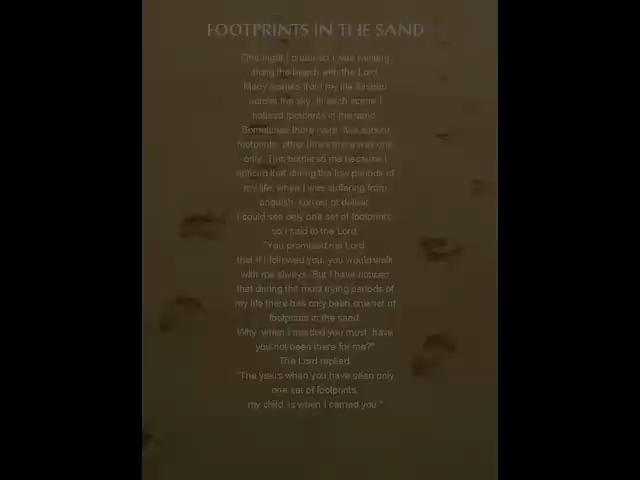 FOOTPRINTS IN THE SAND
One night I dreamed I was walking
along the beach with the Lord
Many scenes from my life flashed
across the sky. In each scene I
noticed footprints in the sand
Sometimes there were two sets of
footprints, other times there was one
only. This bothered me because I
noticed that during the low periods of
my life, when I was suffering from
anguish, sorrow or defeat
I could see only one set of footprints,
so I said to the Lord
"You promised me Lord
that if I followed you, you would walk
with me always. But I have noticed
that during the most trying periods of
my life there has only been one set of
footprints in the sand.
Why, when I needed you most, have
you not been there for me?"
The Lord replied
"The years when you have seen only
one set of footprints,
my child, is when I carried you."